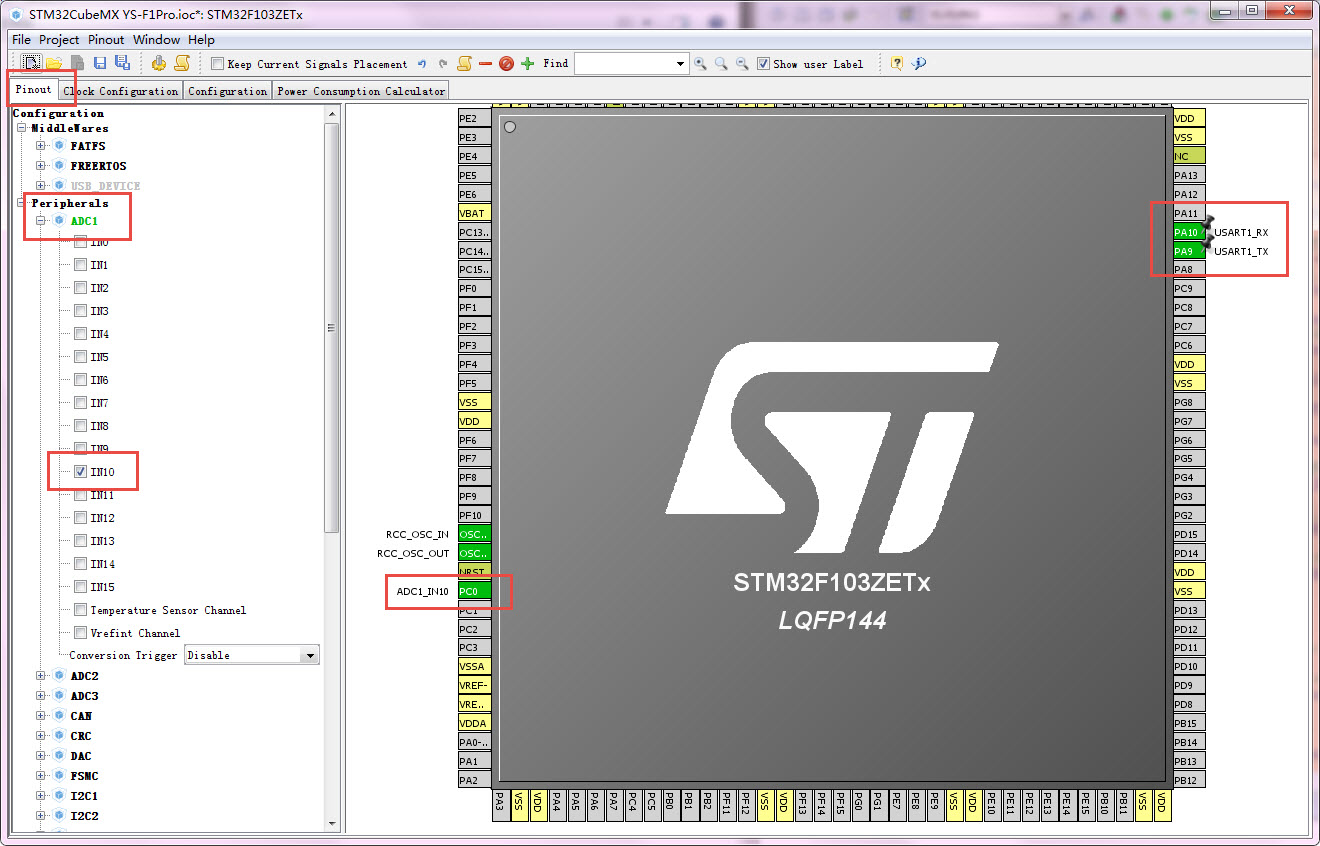 STM32CubeMX YS-F1Pro.ioc*: STM32F103ZETx
File Project Pinout Window Help
Keep Current Signals Placement Find Show user Label
Pinout Clock Configuration Configuration Power Consumption Calculator
Configuration
MiddleWares
FATFS
FREERTOS
USB_DEVICE
Peripherals
ADC1
IN0
IN1
IN2
IN3
IN4
IN5
IN6
IN7
IN8
IN9
IN10
IN11
IN12
IN13
IN14
IN15
Temperature Sensor Channel
Vrefint Channel
Conversion Trigger Disable
ADC2
ADC3
CAN
CRC
DAC
FSMC
I2C1
I2C2
PE2
PE3
PE4
PE5
PE6
VBAT
PC13..
PC14..
PC15..
PF0
PF1
PF2
PF3
PF4
PF5
VSS
VDD
PF6
PF7
PF8
PF9
PF10
RCC_OSC_IN OSC..
RCC_OSC_OUT OSC..
NRST
ADC1_IN10 PC0
PC1
PC2
PC3
VSSA
VREF-
VRE..
VDDA
PA0-..
PA1
PA2
ST
STM32F103ZETx
LQFP144
VDD
VSS
NC
PA13
PA12
PA11
PA10 USART1_RX
PA9 USART1_TX
PA8
PC9
PC8
PC7
PC6
VDD
VSS
PG8
PG7
PG6
PG5
PG4
PG3
PG2
PD15
PD14
VDD
VSS
PD13
PD12
PD11
PD10
PD9
PD8
PB15
PB14
PB13
PB12
PA3
VSS
VDD
PA4
PA5
PA6
PA7
PC4
PC5
PB0
PB1
PB2
PF11
PF12
VSS
VDD
PF13
PF14
PF15
PG0
PG1
PE7
PE8
PE9
VSS
VDD
PE10
PE11
PE12
PE13
PE14
PE15
PB10
PB11
VSS
VDD